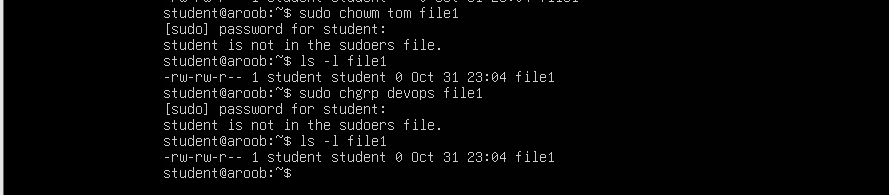 student@aroob:~$ sudo chowm tom file1
[sudo] password for student:
student is not in the sudoers file.
student@aroob:~$ ls -l file1
-rw-rw-r-- 1 student student 0 Oct 31 23:04 file1
student@aroob:~$ sudo chgrp devops file1
[sudo] password for student:
student is not in the sudoers file.
student@aroob:~$ ls -l file1
-rw-rw-r-- 1 student student 0 Oct 31 23:04 file1
student@aroob:~$